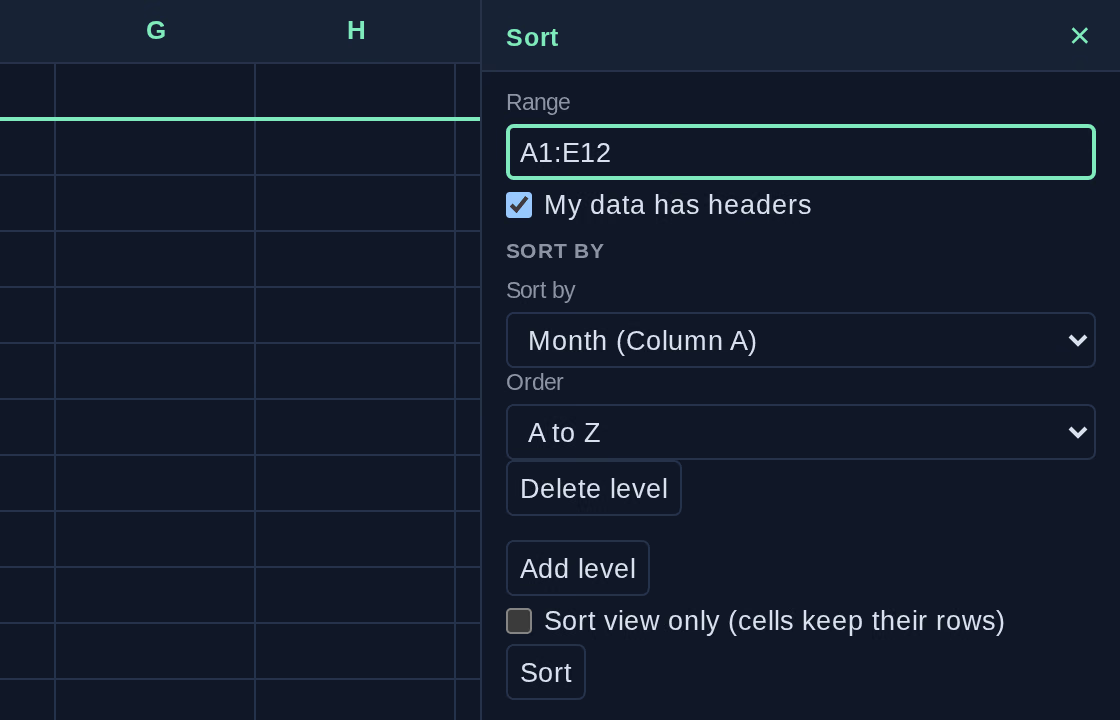 G H
Sort ✕
Range
A1:E12
My data has headers
SORT BY
Sort by
Month (Column A)
Order
A to Z
Delete level
Add level
Sort view only (cells keep their rows)
Sort